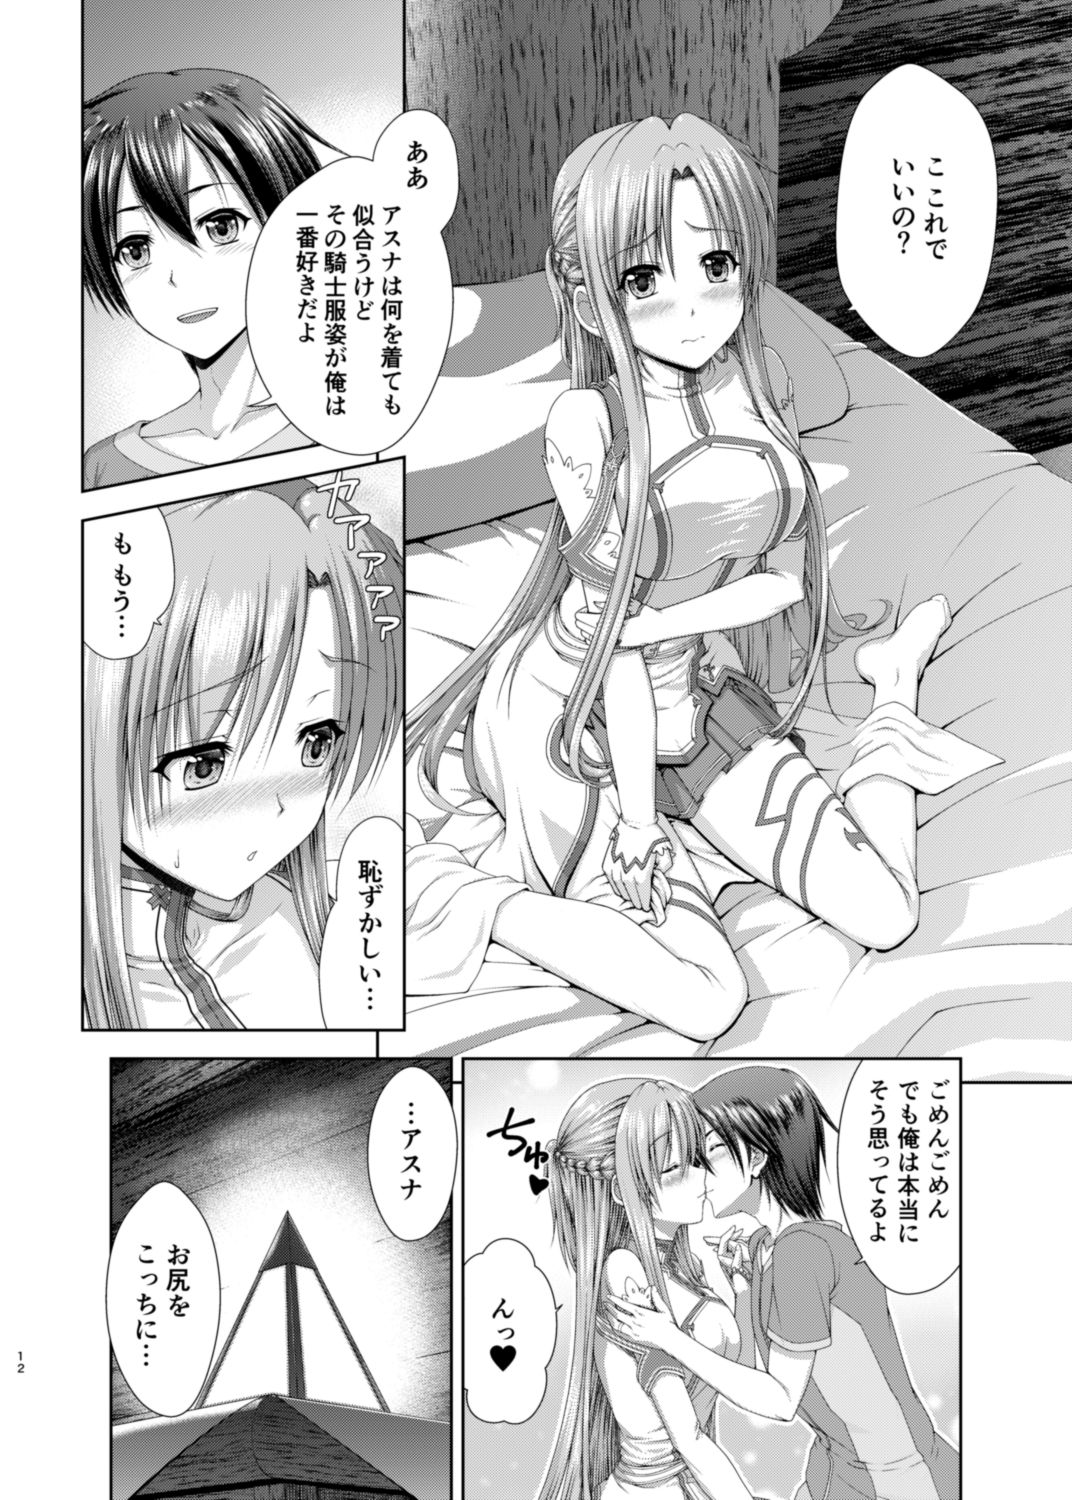 こ これで
いいの？
ああ
アスナは何を着ても
似合うけど
その騎士服姿が俺は
一番好きだよ
カアアアア
も もう…
恥ずかしい…
ごめんごめん
でも俺は本当に
そう思ってるよ
ちゅ♥
んっ♥
…アスナ
お尻を
こっちに…
12